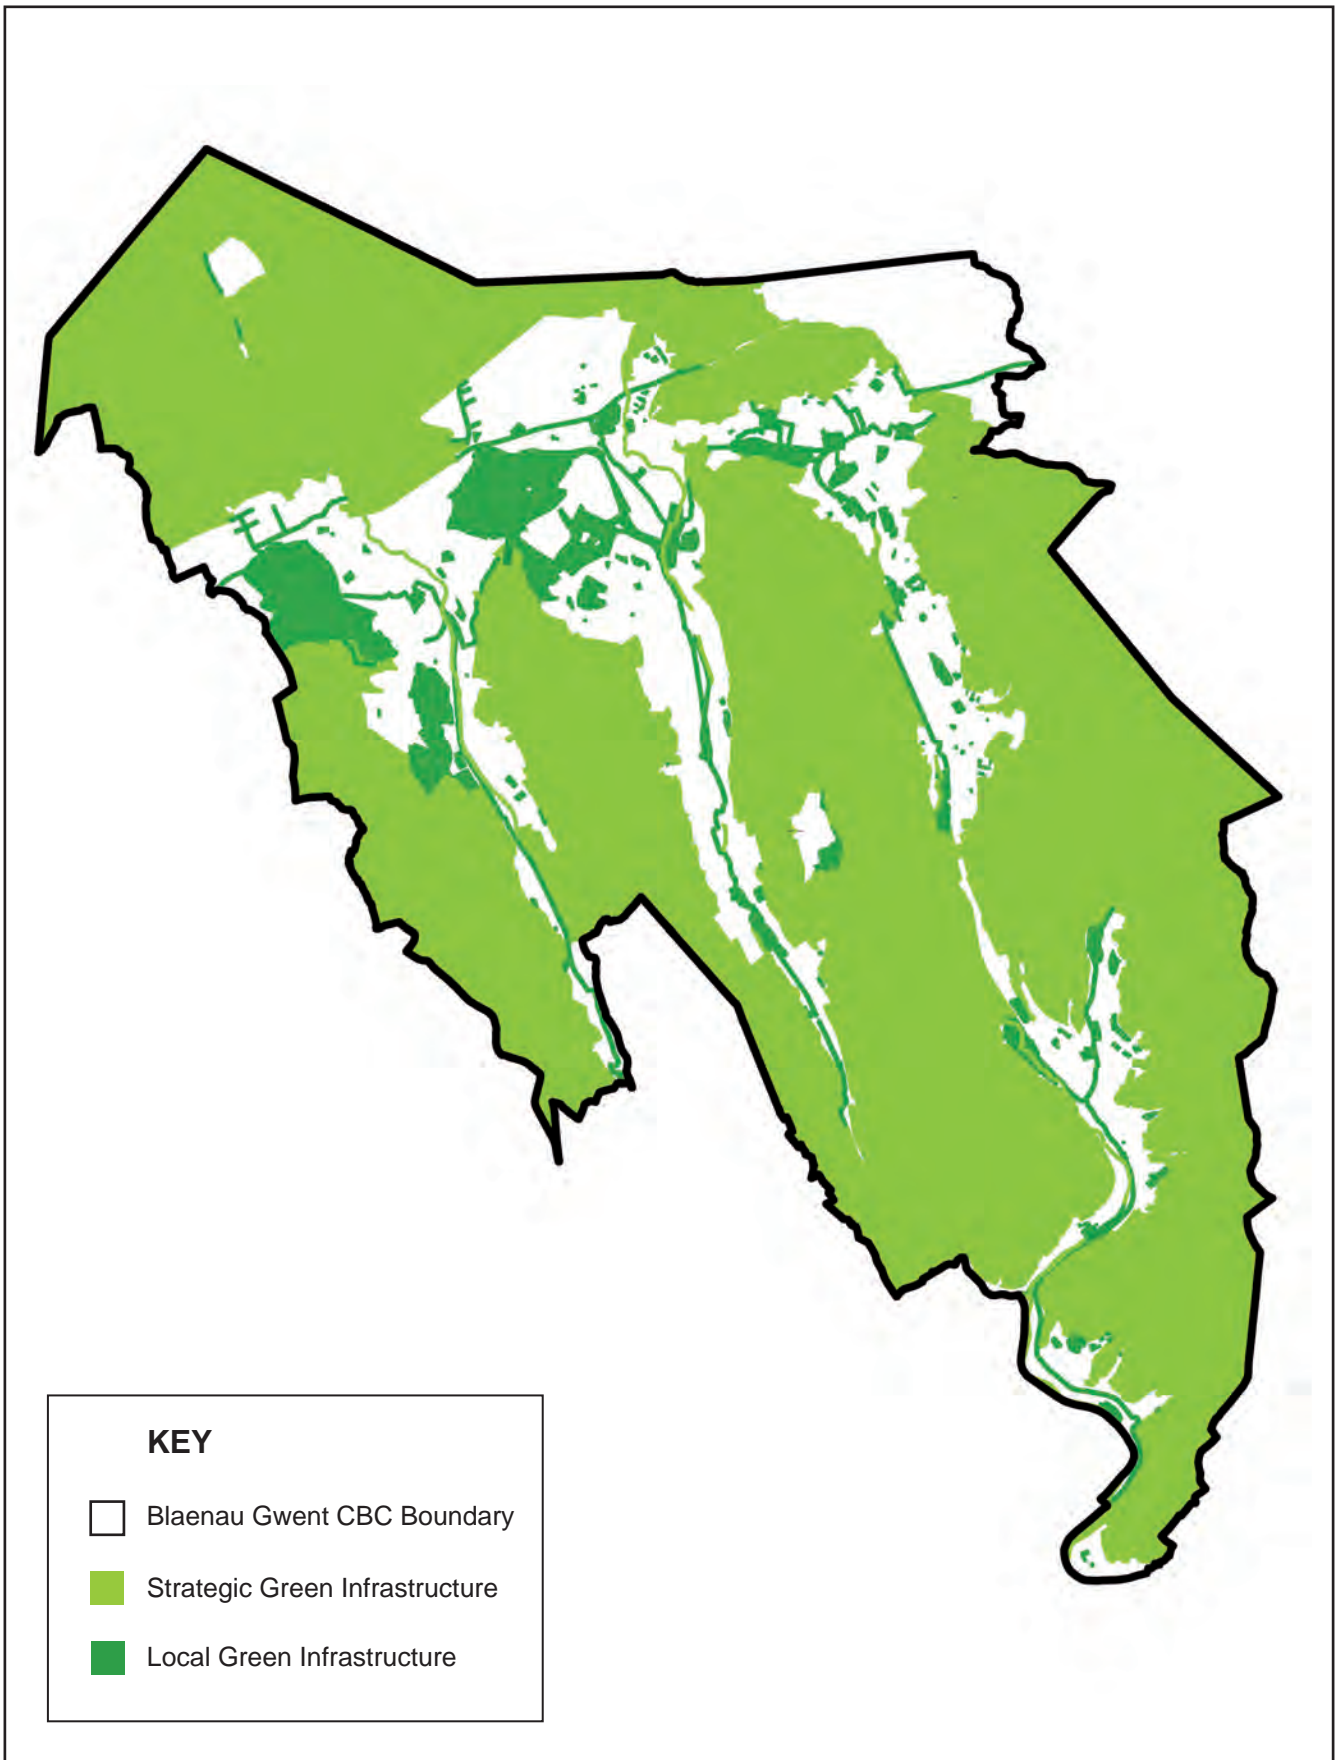 KEY
Blaenau Gwent CBC Boundary
Strategic Green Infrastructure
Local Green Infrastructure